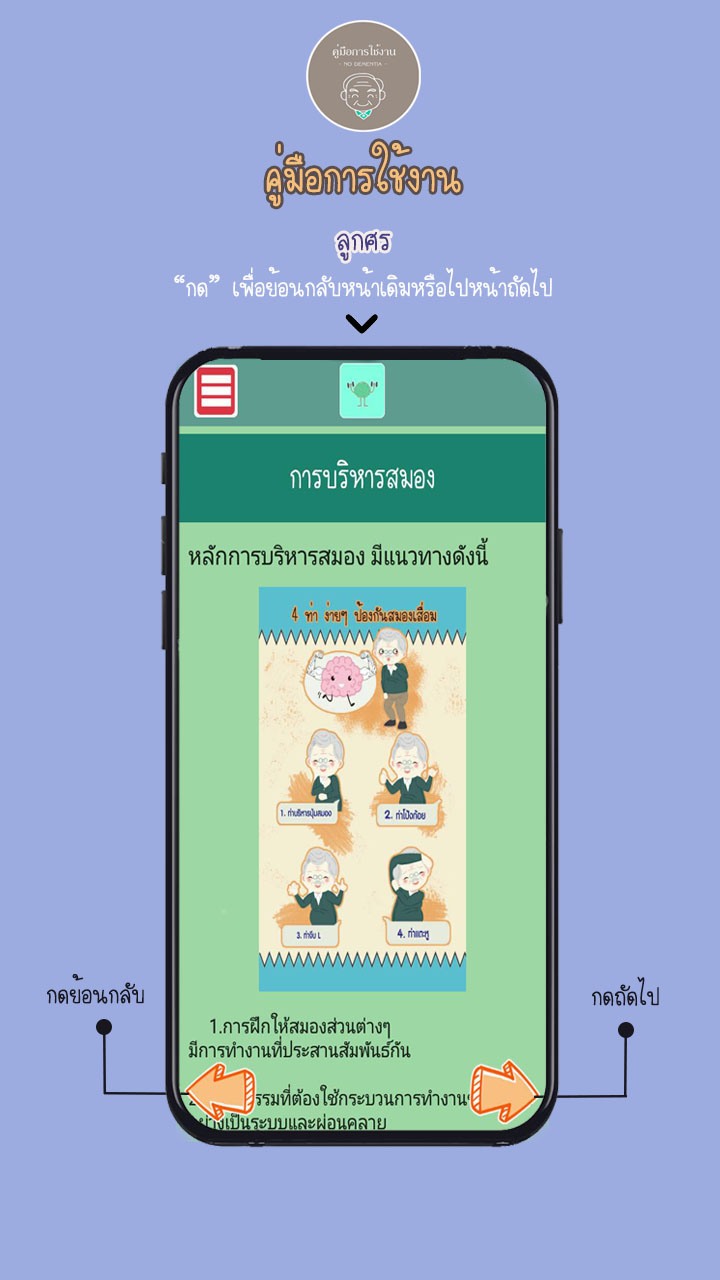 คู่มือการใช้งาน
- NO DEMENTIA -
คู่มือการใช้งาน
ลูกศร
“กด” เพื่อย้อนกลับหน้าเดิมหรือไปหน้าถัดไป
การบริหารสมอง
หลักการบริหารสมอง มีแนวทางดังนี้
4 ท่า ง่ายๆ ป้องกันสมองเสื่อม
1. ท่าบริหารปุ่มสมอง
2. ท่าโป้งก้อย
3. ท่าจีบ L
4. ท่าแตะหู
กดย้อนกลับ
กดถัดไป
1.การฝึกให้สมองส่วนต่างๆ
มีการทำงานที่ประสานสัมพันธ์กัน
รรมที่ต้องใช้กระบวนการทำงาน
ย่างเป็นระบบและผ่อนคลาย